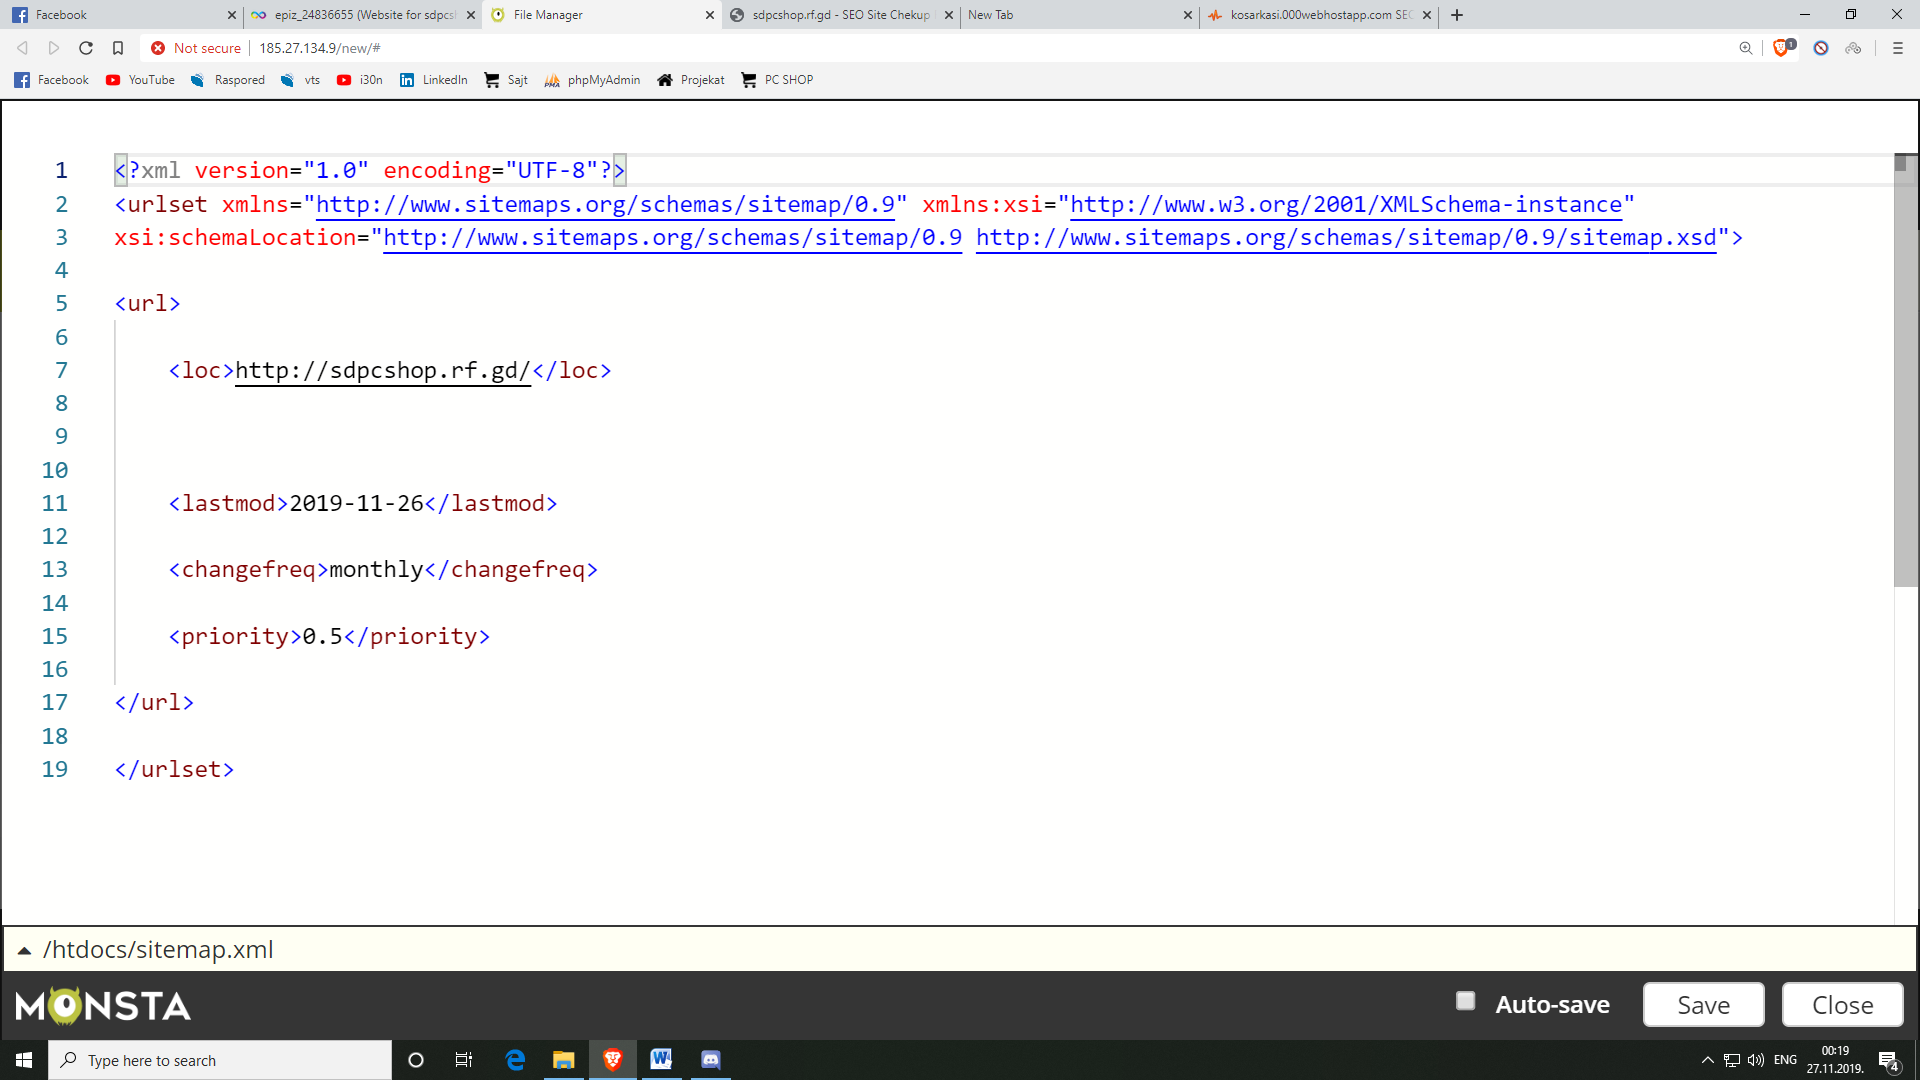 Facebook
epiz_24836655 (Website for sdpcsh
File Manager
sdpcshop.rf.gd - SEO Site Chekup
New Tab
kosarkasi.000webhostapp.com SEO
Not secure
185.27.134.9/new/#
1
Facebook
YouTube
Raspored
vts
i30n
LinkedIn
Sajt
phpMyAdmin
Projekat
PC SHOP
1 <?xml version="1.0" encoding="UTF-8"?>
2 <urlset xmlns="http://www.sitemaps.org/schemas/sitemap/0.9" xmlns:xsi="http://www.w3.org/2001/XMLSchema-instance"
3 xsi:schemaLocation="http://www.sitemaps.org/schemas/sitemap/0.9 http://www.sitemaps.org/schemas/sitemap/0.9/sitemap.xsd">
4
5 <url>
6
7 <loc>http://sdpcshop.rf.gd/</loc>
8
9
10
11 <lastmod>2019-11-26</lastmod>
12
13 <changefreq>monthly</changefreq>
14
15 <priority>0.5</priority>
16
17 </url>
18
19 </urlset>
/htdocs/sitemap.xml
MONSTA
Auto-save
Save
Close
Type here to search
ENG
00:19
27.11.2019.
4